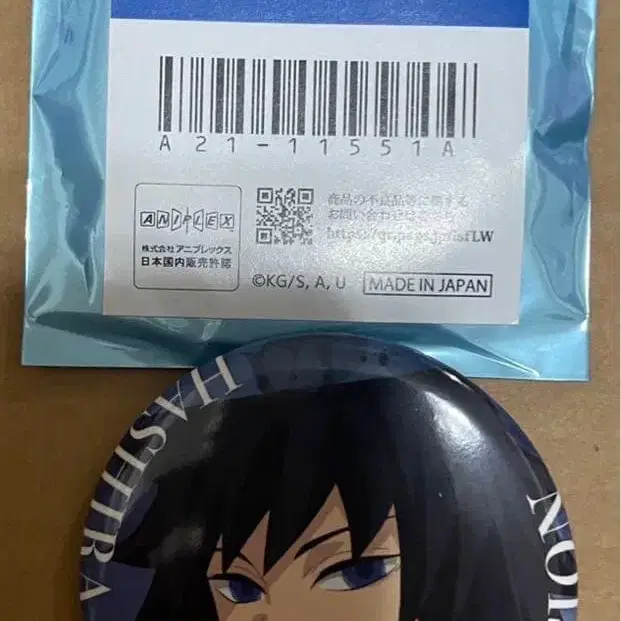 A21-11551A
ANIPLEX
株式会社アニプレックス
日本国内販売許諾
商品の不良品等に関する
お問い合わせはこちら
©KG/S, A, U
MADE IN JAPAN
HASHIRA